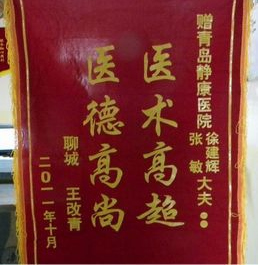 赠青岛静康医院 徐建辉 张敏 大夫：
医术高超
医德高尚
聊城 王改青
二〇一一年十月